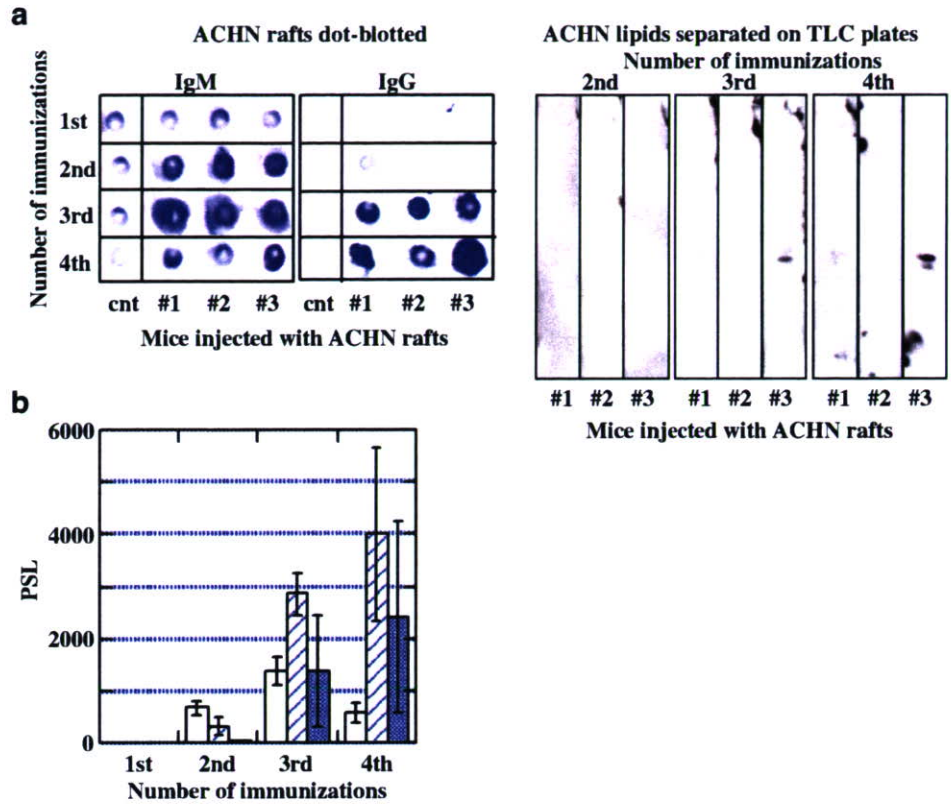 a
ACHN rafts dot-blotted
IgM IgG
Number of immunizations
1st
2nd
3rd
4th
cnt #1 #2 #3 cnt #1 #2 #3
Mice injected with ACHN rafts
ACHN lipids separated on TLC plates
Number of immunizations
2nd 3rd 4th
#1 #2 #3 #1 #2 #3 #1 #2 #3
Mice injected with ACHN rafts
b
6000
4000
2000
0
PSL
1st 2nd 3rd 4th
Number of immunizations